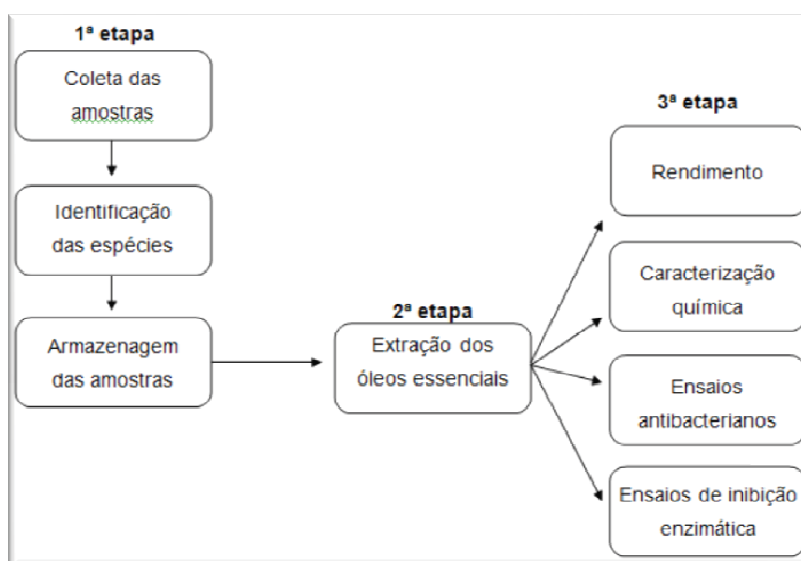 1ª etapa
Coleta das
amostras
Identificação
das espécies
Armazenagem
das amostras
2ª etapa
Extração dos
óleos essenciais
3ª etapa
Rendimento
Caracterização
química
Ensaios
antibacterianos
Ensaios de inibição
enzimática